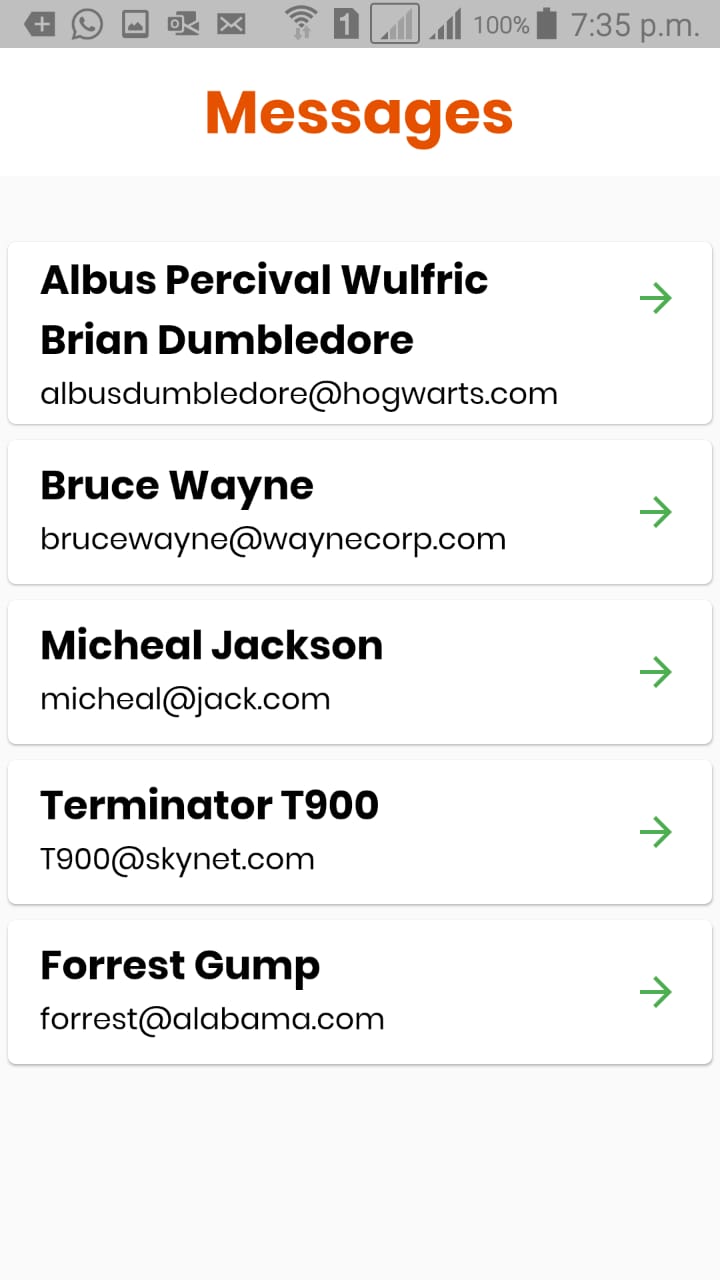 1 100% 7:35 p.m.
Messages
Albus Percival Wulfric
Brian Dumbledore
albusdumbledore@hogwarts.com
Bruce Wayne
brucewayne@waynecorp.com
Micheal Jackson
micheal@jack.com
Terminator T900
T900@skynet.com
Forrest Gump
forrest@alabama.com